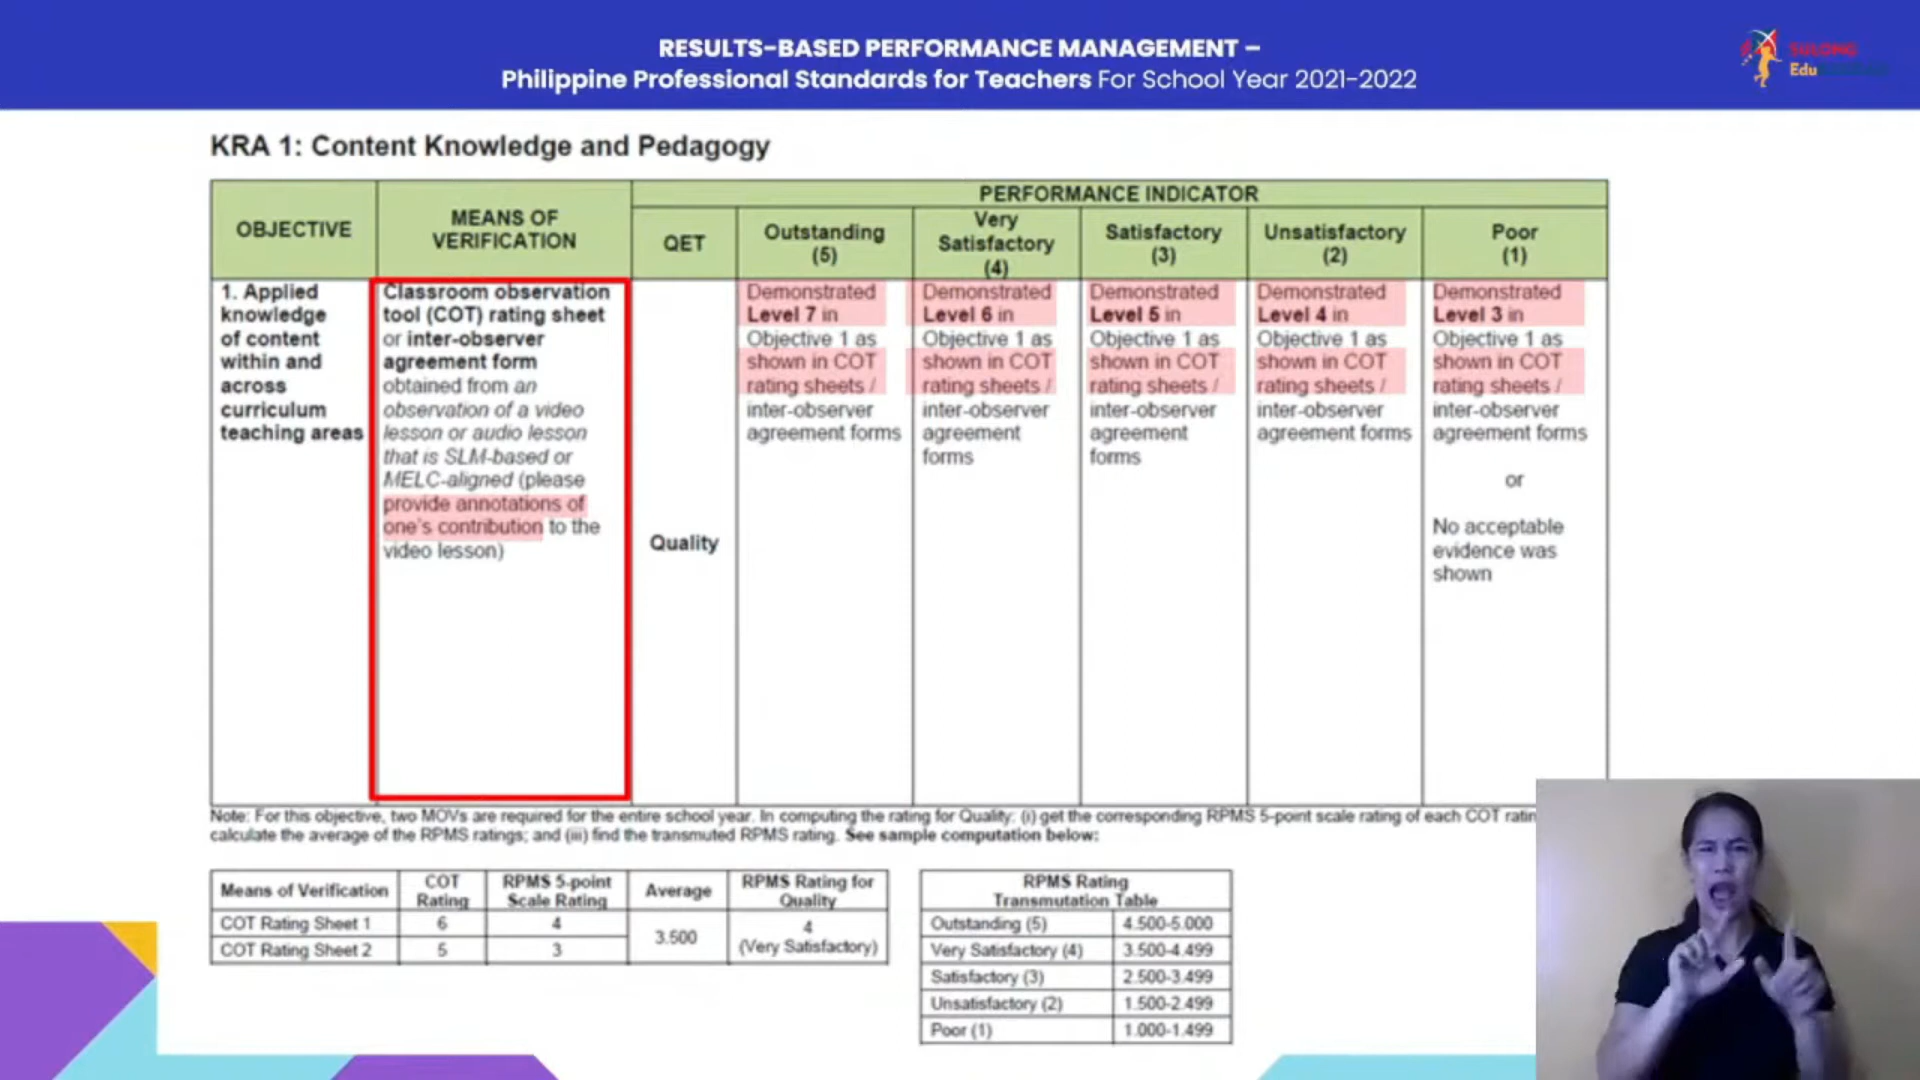 RESULTS-BASED PERFORMANCE MANAGEMENT –
Philippine Professional Standards for Teachers For School Year 2021-2022
SULONG
Edu
KRA 1: Content Knowledge and Pedagogy
OBJECTIVE
MEANS OF
VERIFICATION
PERFORMANCE INDICATOR
QET
Outstanding
(5)
Very
Satisfactory
(4)
Satisfactory
(3)
Unsatisfactory
(2)
Poor
(1)
1. Applied
knowledge
of content
within and
across
curriculum
teaching areas
Classroom observation
tool (COT) rating sheet
or inter-observer
agreement form
obtained from an
observation of a video
lesson or audio lesson
that is SLM-based or
MELC-aligned (please
provide annotations of
one's contribution to the
video lesson)
Quality
Demonstrated
Level 7 in
Objective 1 as
shown in COT
rating sheets /
inter-observer
agreement forms
Demonstrated
Level 6 in
Objective 1 as
shown in COT
rating sheets /
inter-observer
agreement
forms
Demonstrated
Level 5 in
Objective 1 as
shown in COT
rating sheets /
inter-observer
agreement
forms
Demonstrated
Level 4 in
Objective 1 as
shown in COT
rating sheets /
inter-observer
agreement forms
Demonstrated
Level 3 in
Objective 1 as
shown in COT
rating sheets /
inter-observer
agreement forms
or
No acceptable
evidence was
shown
Note: For this objective, two MOVs are required for the entire school year. In computing the rating for Quality: (i) get the corresponding RPMS 5-point scale rating of each COT ratin
calculate the average of the RPMS ratings; and (iii) find the transmuted RPMS rating. See sample computation below:
Means of Verification
COT
Rating
RPMS 5-point
Scale Rating
Average
RPMS Rating for
Quality
COT Rating Sheet 1
6
4
3.500
4
(Very Satisfactory)
COT Rating Sheet 2
5
3
RPMS Rating
Transmutation Table
Outstanding (5) 4.500-5.000
Very Satisfactory (4) 3.500-4.499
Satisfactory (3) 2.500-3.499
Unsatisfactory (2) 1.500-2.499
Poor (1) 1.000-1.499